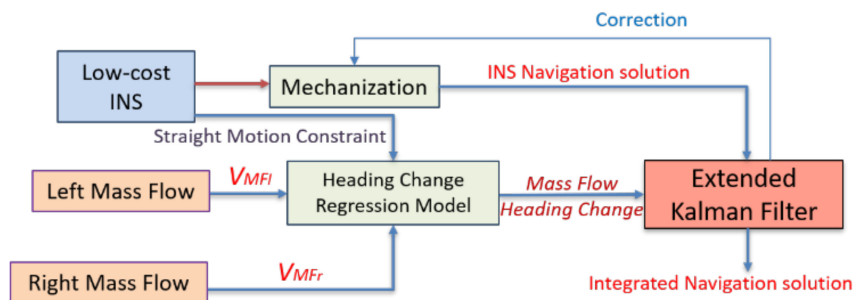 Correction
Low-cost
INS
Mechanization
INS Navigation solution
Straight Motion Constraint
Left Mass Flow
VMFl
Heading Change
Regression Model
Mass Flow
Heading Change
Extended
Kalman Filter
Right Mass Flow
VMFr
Integrated Navigation solution